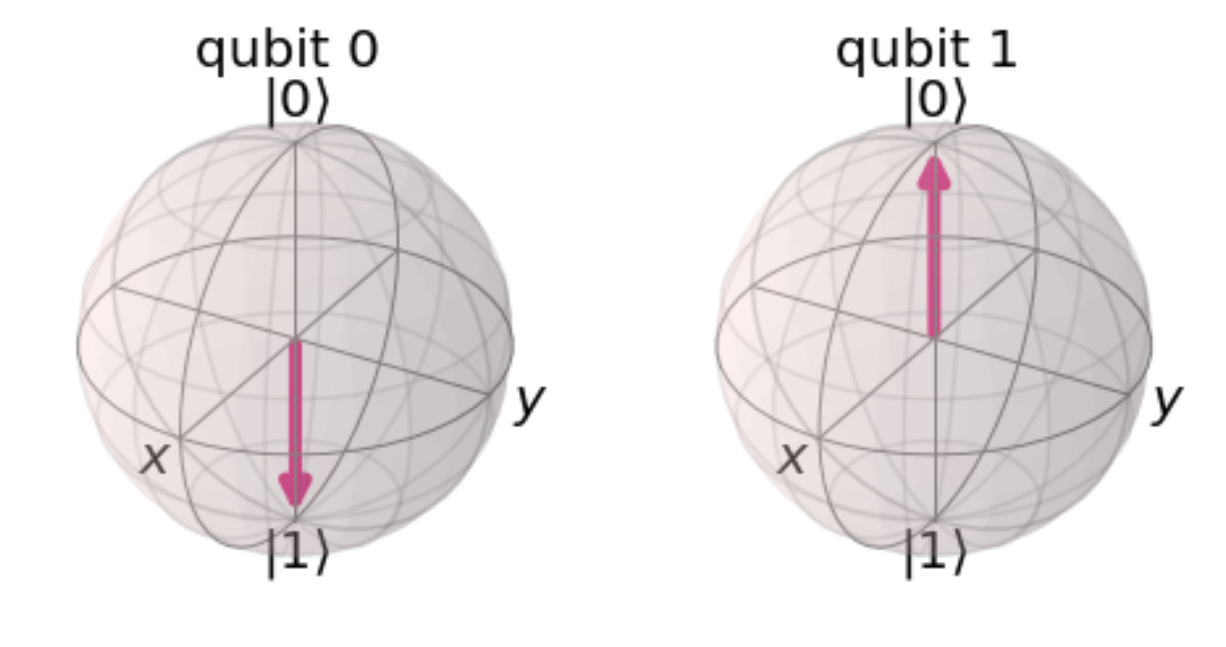 qubit 0
|0⟩
x
y
|1⟩
qubit 1
|0⟩
x
y
|1⟩